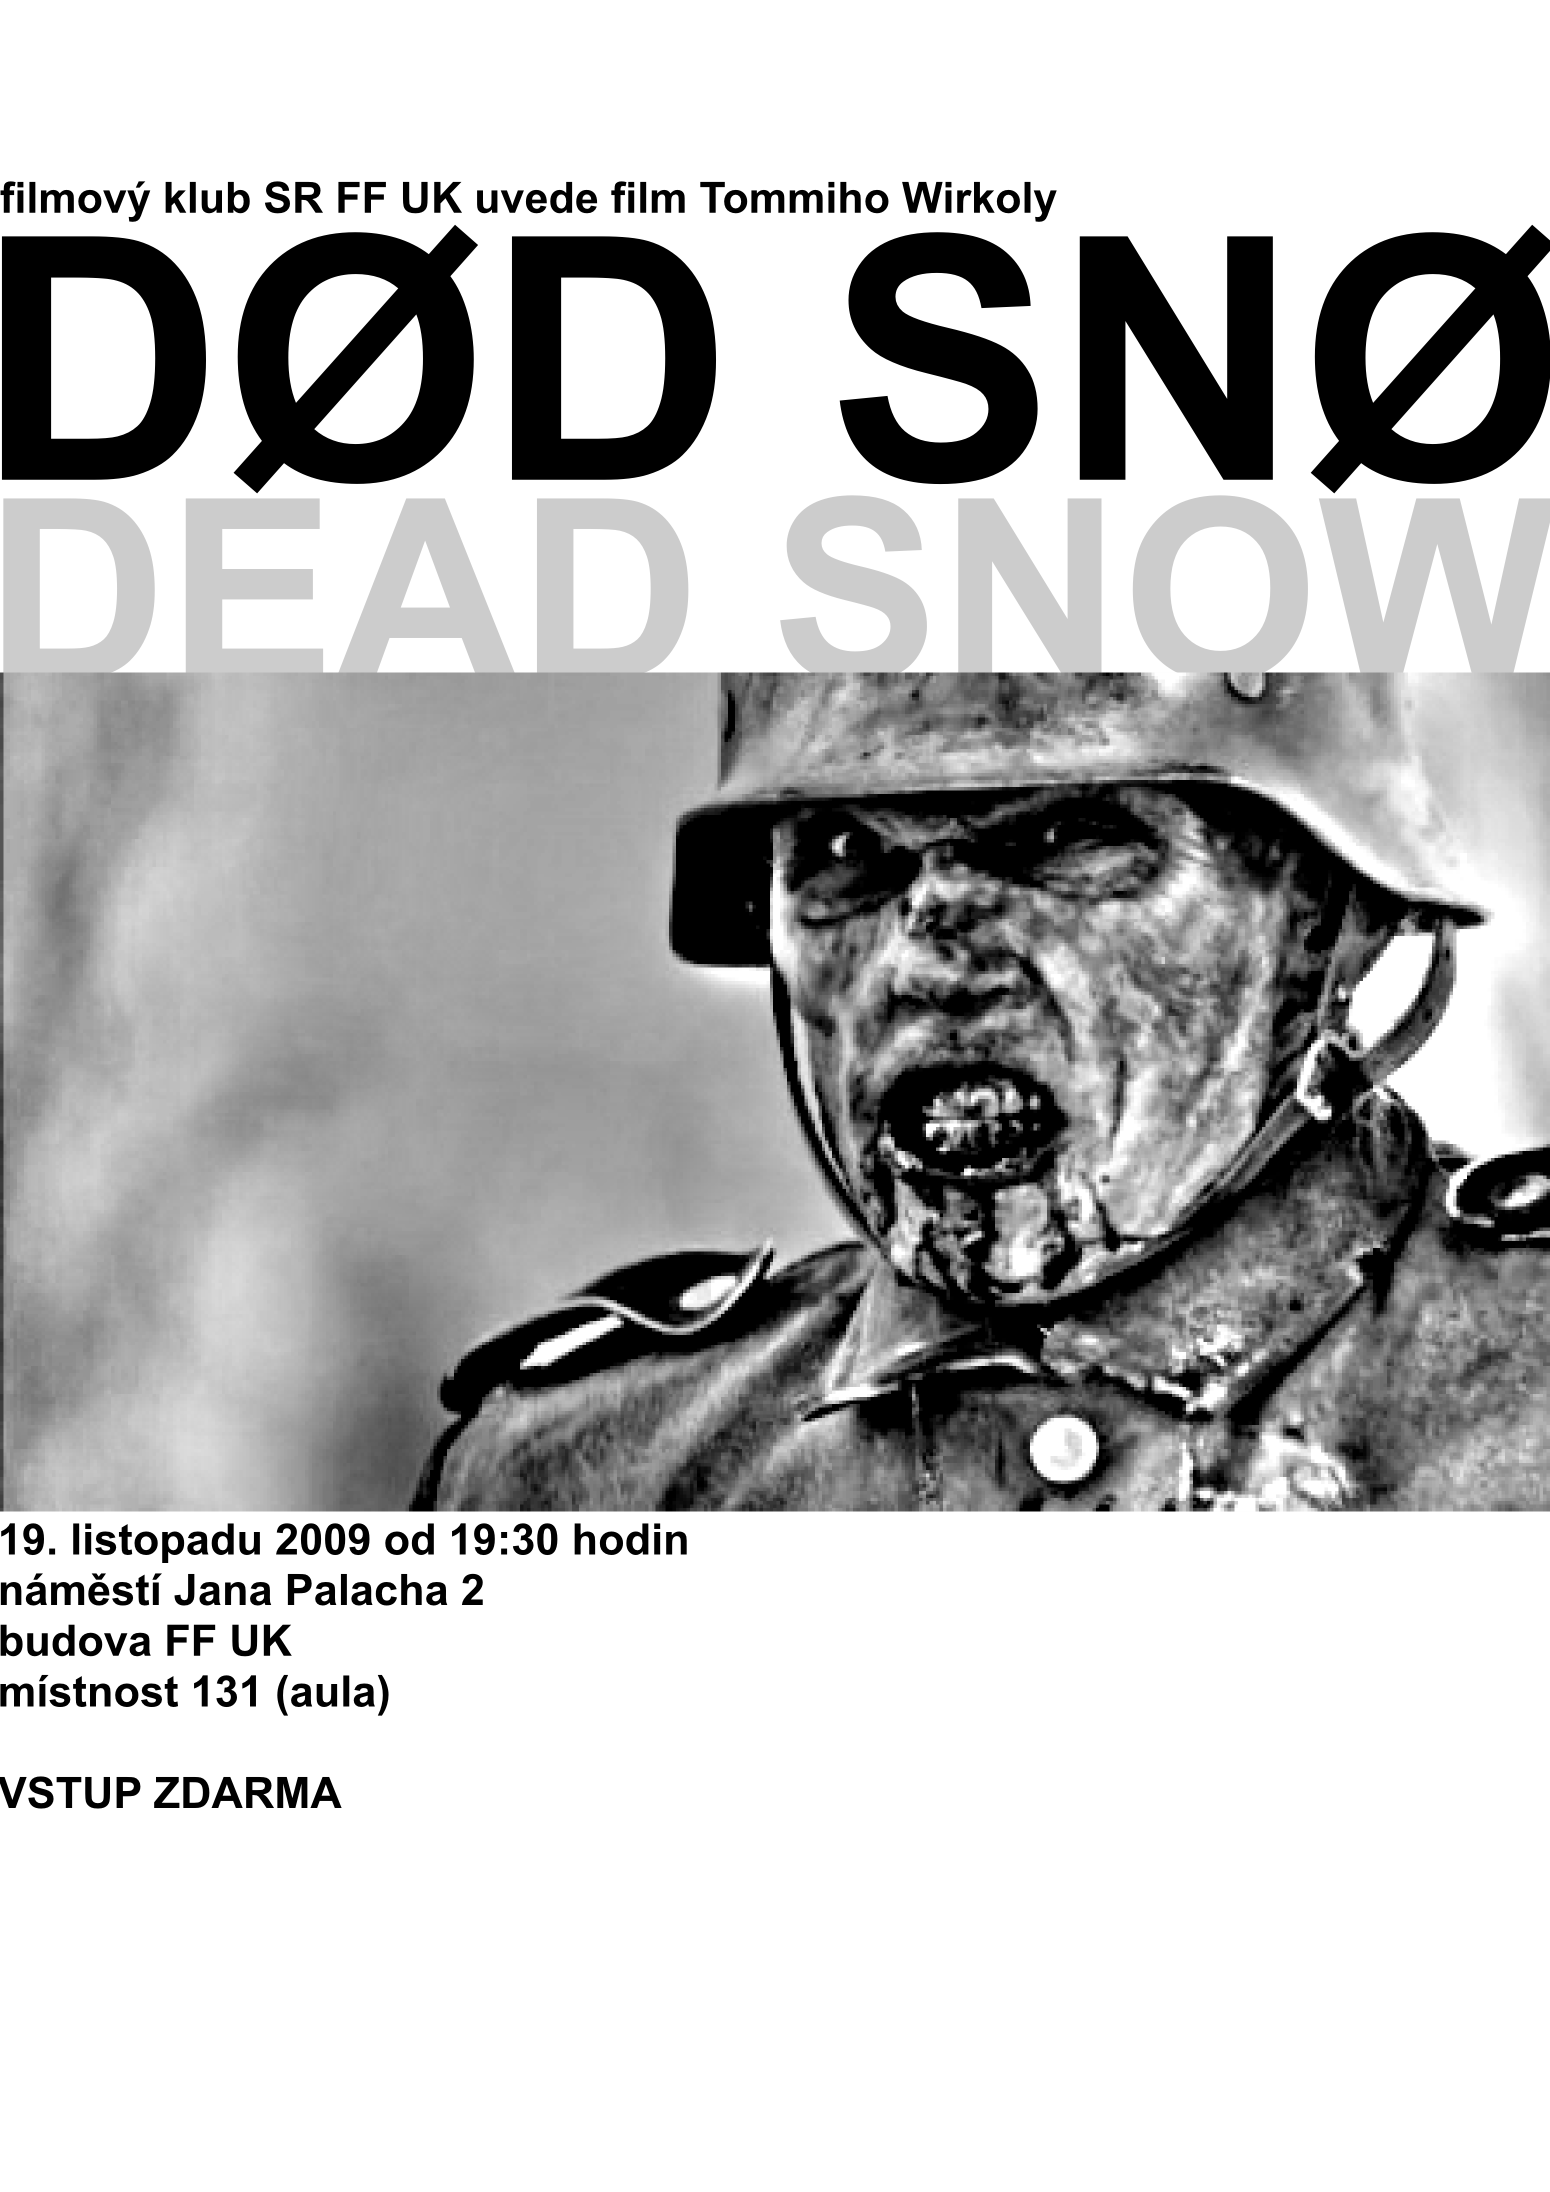 filmový klub SR FF UK uvede film Tommiho Wirkoly
DØD SNØ
DEAD SNOW
19. listopadu 2009 od 19:30 hodin
náměstí Jana Palacha 2
budova FF UK
místnost 131 (aula)
VSTUP ZDARMA